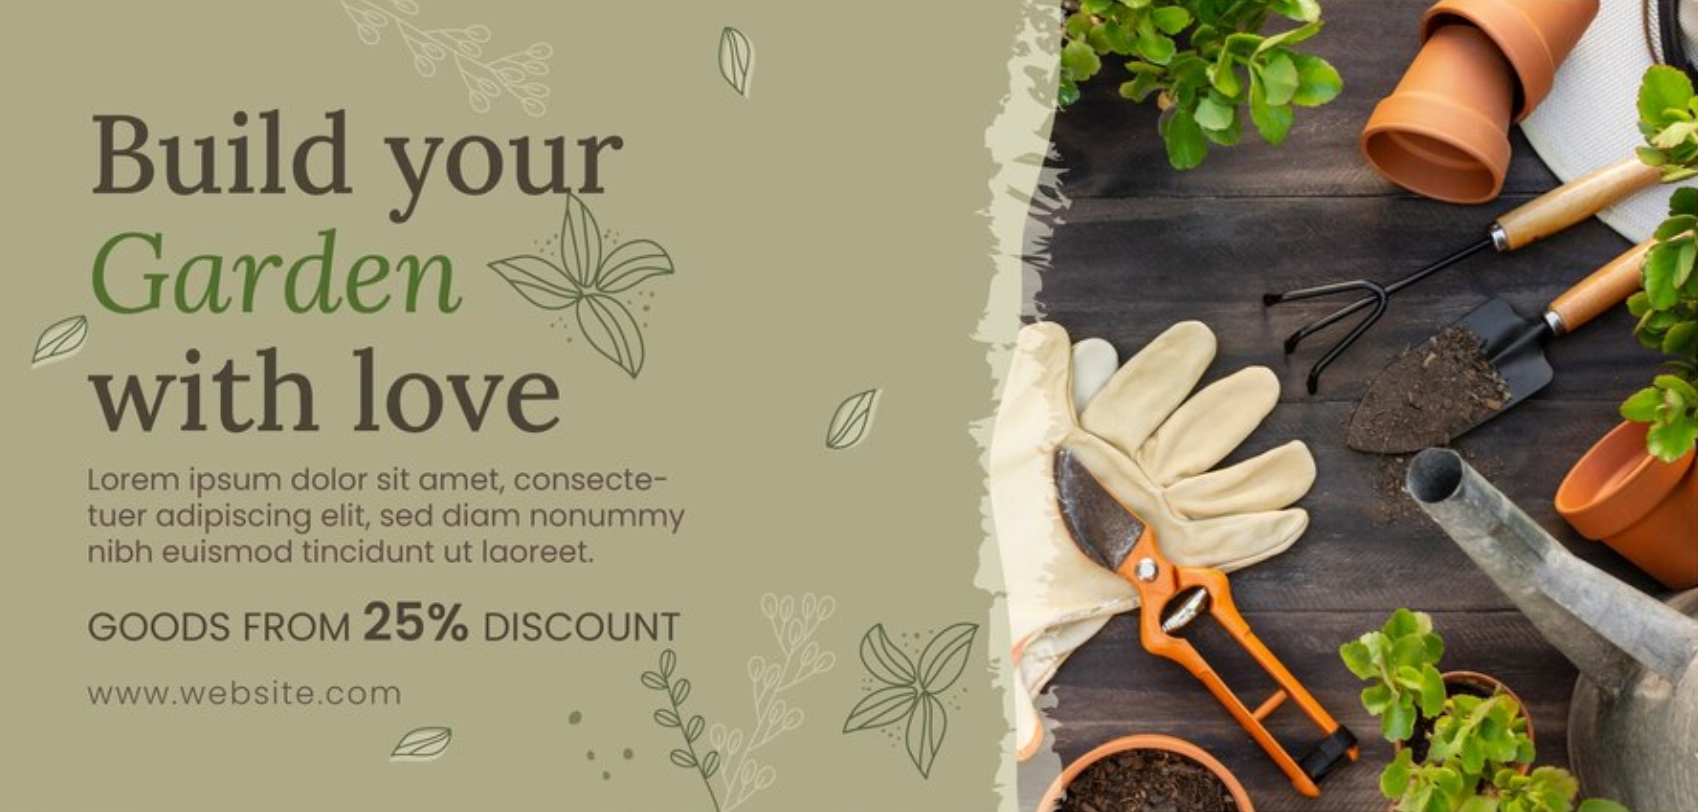 Build your
Garden
with love
Lorem ipsum dolor sit amet, consecte-
tuer adipiscing elit, sed diam nonummy
nibh euismod tincidunt ut laoreet.
GOODS FROM 25% DISCOUNT
www.website.com